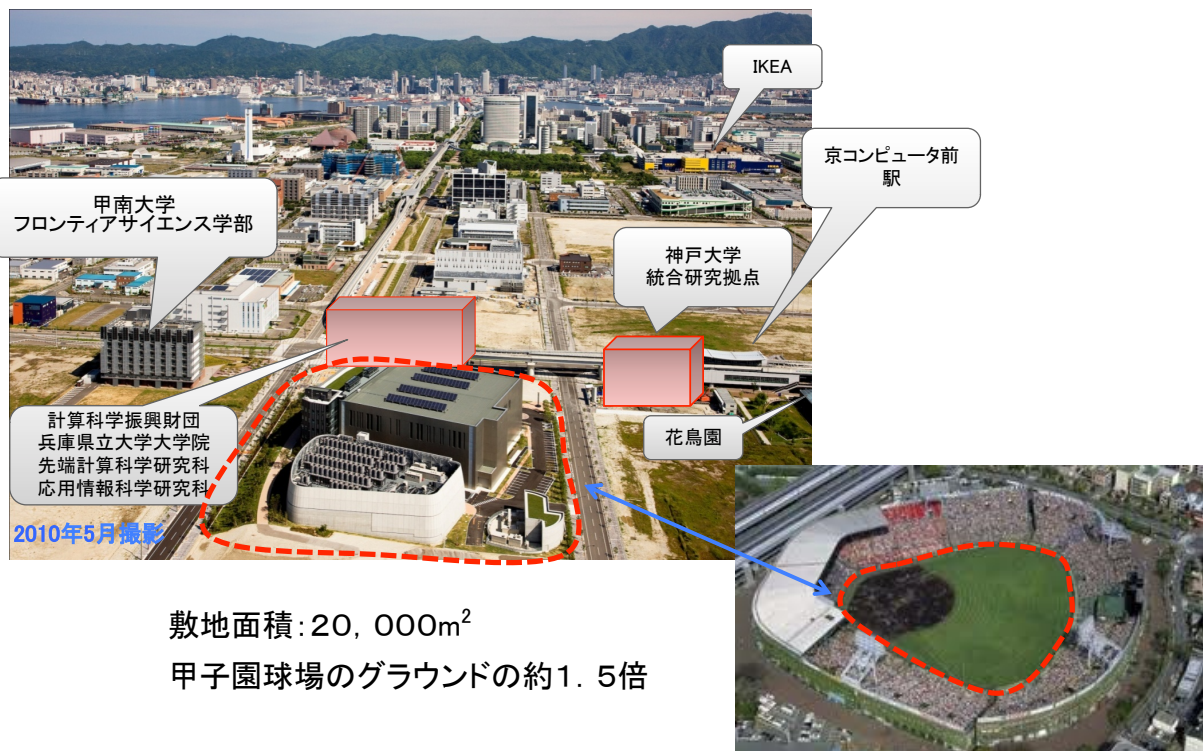 IKEA
京コンピュータ前
駅
甲南大学
フロンティアサイエンス学部
神戸大学
統合研究拠点
計算科学振興財団
兵庫県立大学大学院
先端計算科学研究科
応用情報科学研究科
花鳥園
2010年5月撮影
敷地面積：２０，０００m²
甲子園球場のグラウンドの約１．５倍